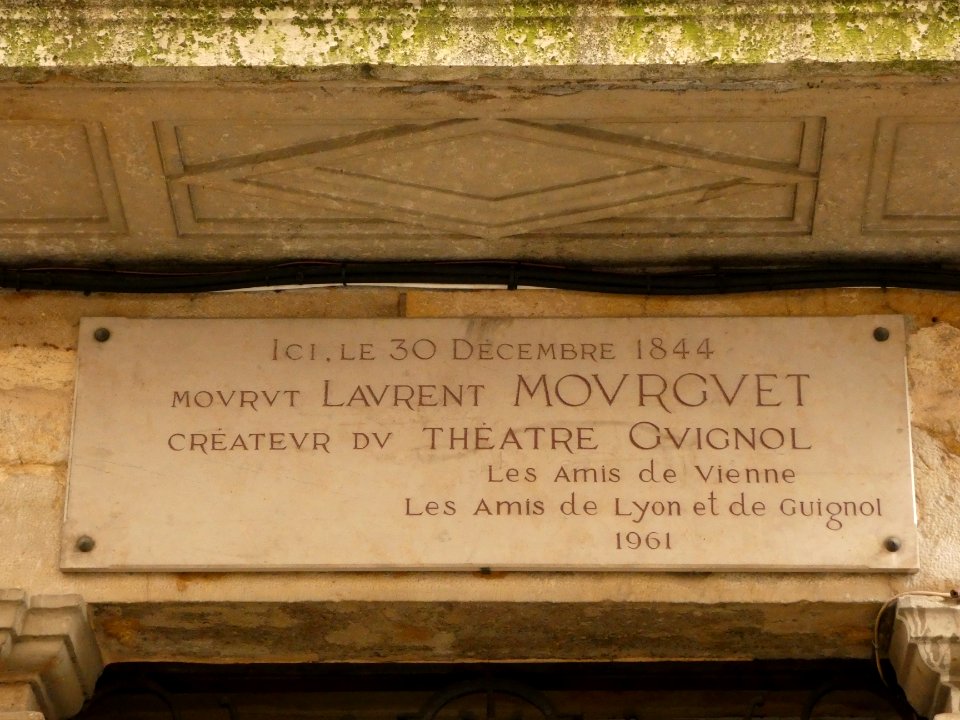 ICI, LE 30 DÉCEMBRE 1844
MOVRVT LAVRENT MOVRGVET
CRÉATEVR DV THÉATRE GVIGNOL
LES AMIS de VIENNE
LES AMIS de LYON et de GUIGNOL
1961